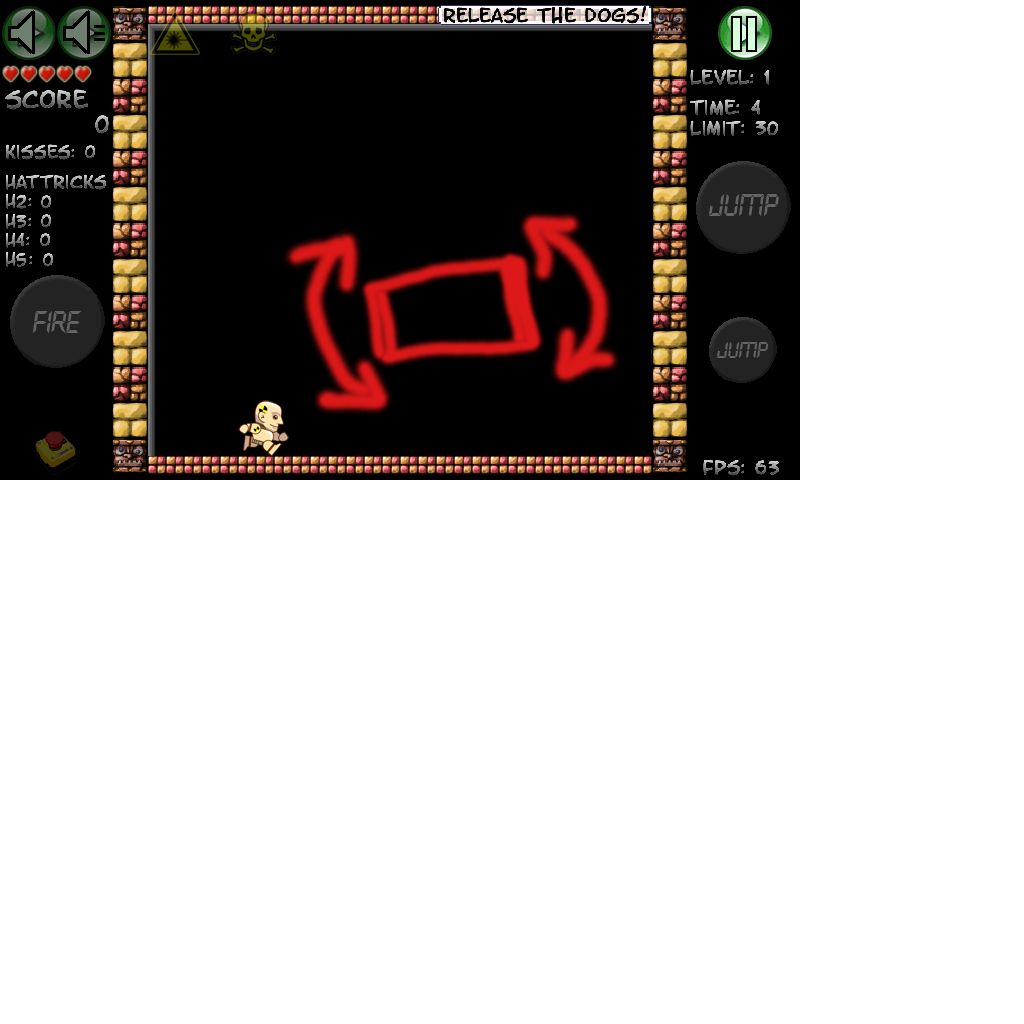 RELEASE THE DOGS!
SCORE
0
KISSES: 0
HATTRICKS
H2: 0
H3: 0
H4: 0
H5: 0
FIRE
LEVEL: 1
TIME: 4
LIMIT: 30
JUMP
JUMP
FPS: 63